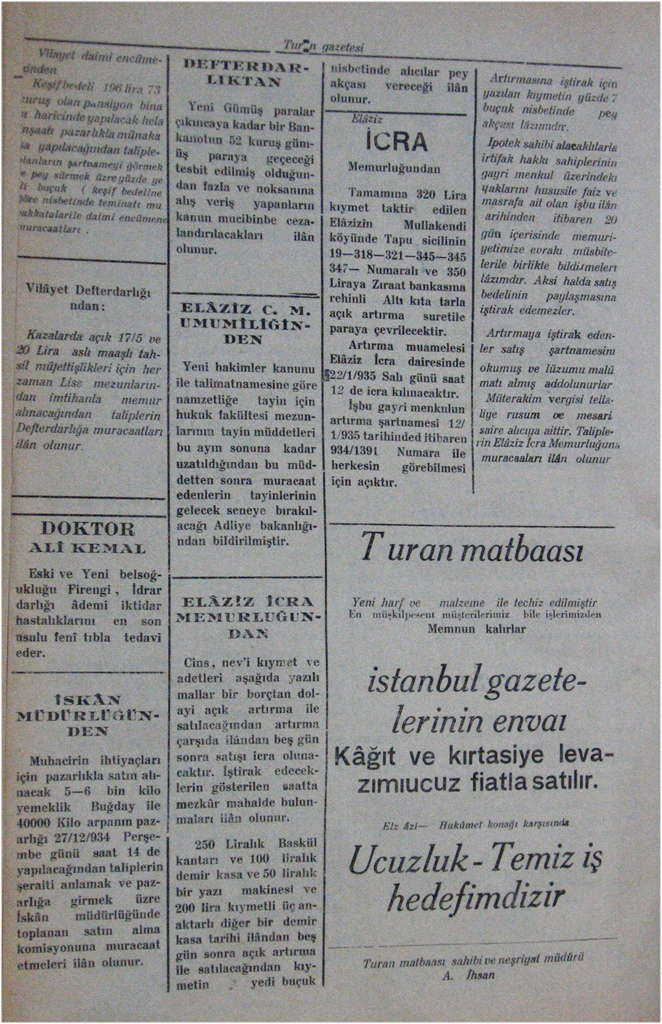 Turan gazetesi
Vilayet daimi encüme-
ninden
Keşif bedeli 196 lira 73
kuruş olan pansiyon bina
haricinde yapılacak hela
inşaatı pazarlıkla münaka
yapılacağından taliple-
rin şartnameyi görmek
pey sürmek üzre yüzde ye
buçuk ( keşif bedeline
göre nisbetinde teminatı mu
vakkatalarile daimi encümene
muracaatları .
Vilâyet Defterdarlığı
ndan:
Kazalarda açık 17/5 ve
20 Lira aslı maaşlı tah-
sil müfettişlikleri için her
zaman Lise mezunların-
dan imtihanla memur
alınacağından taliplerin
Defterdarlığa muracaatları
ilân olunur.
DOKTOR
ALİ KEMAL
Eski ve Yeni belsoğ-
ukluğu Firengi, İdrar
darlığı âdemi iktidar
hastalıklarını en son
usulu fenî tıbla tedavi
eder.
İSKÂN
MÜDÜRLÜĞÜN-
DEN
Muhacirin ihtiyaçları
için pazarlıkla satın alı-
nacak 5—6 bin kilo
yemeklik Buğday ile
40000 Kilo arpanın paz-
arlığı 27/12/934 Perşe-
mbe günü saat 14 de
yapılacağından taliplerin
şeraiti anlamak ve paz-
arlığa girmek üzre
İskân müdürlüğünde
toplanan satın alma
komisyonuna muracaat
etmeleri ilân olunur.
DEFTERDAR-
LIKTAN
Yeni Gümüş paralar
çıkıncaya kadar bir Ban-
kanotun 52 kuruş güm-
üş paraya geçeceği
tesbit edilmiş olduğun-
dan fazla ve noksanına
alış veriş yapanların
kanun mucibinbe ceza-
landırılacakları ilân
olunur.
ELÂZİZ C. M.
UMUMİLİĞİN-
DEN
Yeni hakimler kanunu
ile talimatnamesine göre
namzetliğe tayin için
hukuk fakültesi mezun-
larının tayin müddetleri
bu ayın sonuna kadar
uzatıldığından bu müd-
detten sonra muracaat
edenlerin tayinlerinin
gelecek seneye bırakıl-
acağı Adliye bakanlığı-
ndan bildirilmiştir.
ELÂZİZ İCRA
MEMURLUĞUN-
DAN
Cins, nev'i kıymet ve
adetleri aşağıda yazılı
mallar bir borçtan dol-
ayi açık artırma ile
satılacağından artırma
çarşıda ilândan beş gün
sonra satışı icra oluna-
caktır. İştirak edecek-
lerin gösterilen saatta
mezkûr mahalde bulun-
maları ilân olunur.
250 Liralık Baskül
kantarı ve 100 liralık
demir kasa ve 50 liralık
bir yazı makinesi ve
200 lira kıymetli üç an-
aktarlı diğer bir demir
kasa tarihi ilândan beş
gün sonra açık artırma
ile satılacağından kıy-
metin yedi buçuk
nisbetinde alıcılar pey
akçası vereceği ilân
olunur.
Elâziz
İCRA
Memurluğundan
Tamamına 320 Lira
kıymet taktir edilen
Elâzizin Mullakendi
köyünde Tapu sicilinin
19—318—321—345—345
347— Numaralı ve 350
Liraya Zıraat bankasına
rehinli Altı kıta tarla
açık artırma suretile
paraya çevrilecektir.
Artırma muamelesi
Elâziz İcra dairesinde
22/1/935 Salı günü saat
12 de icra kılınacaktır.
İşbu gayri menkulun
artırma şartnamesi 12/
1/935 tarihinded itibaren
934/1391 Numara ile
herkesin görebilmesi
için açıktır.
Artırmasına iştirak için
yazılan kıymetin yüzde 7
buçuk nisbetinde pey
akçası lâzımdır.
İpotek sahibi alacaklılarla
irtifak hakkı sahiplerinin
gayri menkul üzerindeki
yaklarını hususile faiz ve
masrafa ait olan işbu ilân
arihinden itibaren 20
gün içerisinde memuri-
yetimize evrakı müsbite-
lerile birlikte bildirmeleri
lâzımdır. Aksi halda satış
bedelinin paylaşmasına
iştirak edemezler.
Artırmaya iştirak eden-
ler satış şartnamesini
okumuş ve lüzumu malû
matı almış addolunurlar
Müterakim vergisi tella-
liye rusum ve mesari
saire alıcıya aittir. Taliple-
rin Elâziz İcra Memurluğuna
muracaaları ilân olunur
Turan matbaası
Yeni harf ve malzeme ile techiz edilmiştir
En müşkilpesent müşterilerimiz bile işlerimizden
Memnun kalırlar
istanbul gazete-
lerinin envaı
Kâğıt ve kırtasiye leva-
zımıucuz fiatla satılır.
Elz âzi— Hukûmet konağı karşısında
Ucuzluk - Temiz iş
hedefimdizir
Turan matbaası sahibi ve neşriyat müdürü
A. İhsan